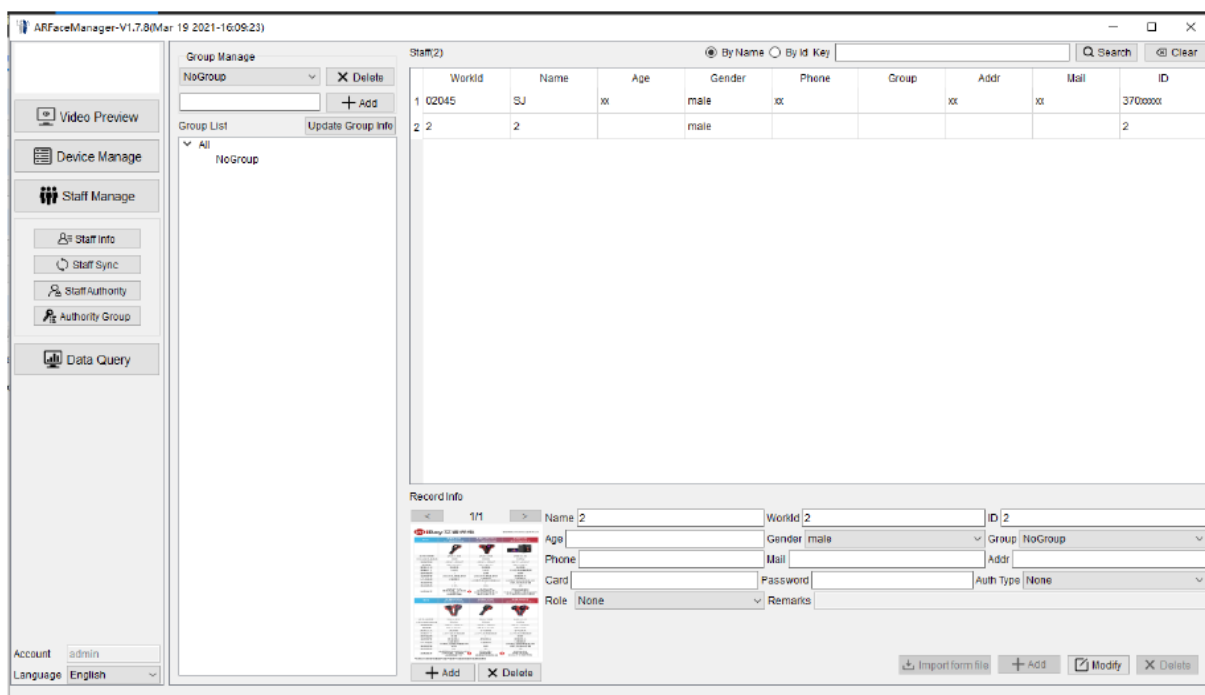 ARFaceManager-V1.7.8(Mar 19 2021-16:09:23)
Video Preview
Device Manage
Staff Manage
Staff Info
Staff Sync
Staff Authority
Authority Group
Data Query
Account admin
Language English
Group Manage
NoGroup Delete
Add
Group List Update Group Info
All
NoGroup
Staff(2) By Name By Id Key Search Clear
WorkId Name Age Gender Phone Group Addr Mail ID
1 02045 SJ xx male xx xx xx 370xxxxx
2 2 2 male 2
Record Info
< 1/1 >
Add Delete
Name 2 WorkId 2 ID 2
Age Gender male Group NoGroup
Phone Mail Addr
Card Password Auth Type None
Role None Remarks
Import form file Add Modify Delete